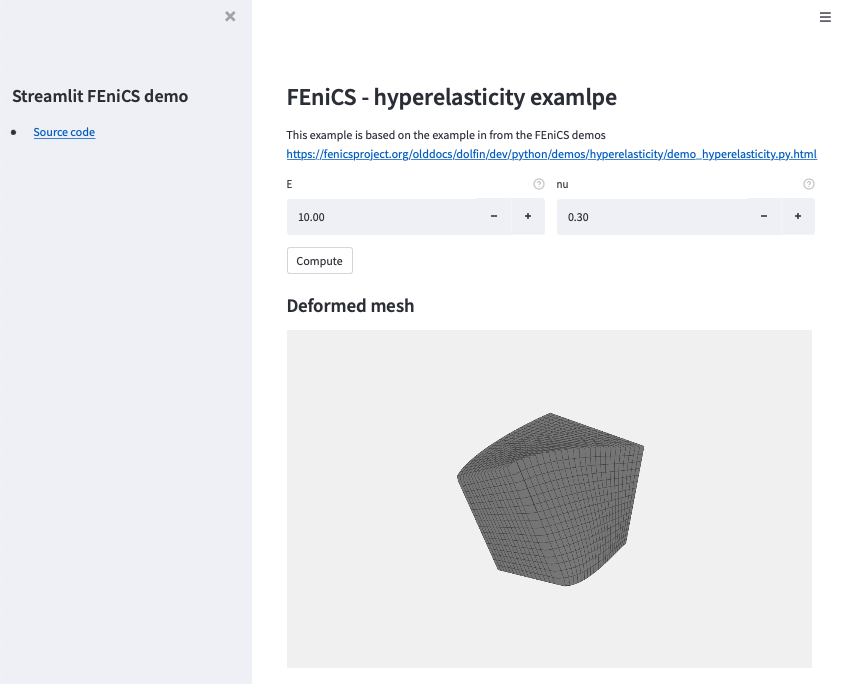 Streamlit FEniCS demo
Source code
FEniCS - hyperelasticity examlpe
This example is based on the example in from the FEniCS demos
https://fenicsproject.org/olddocs/dolfin/dev/python/demos/hyperelasticity/demo_hyperelasticity.py.html
E
nu
10.00
0.30
Compute
Deformed mesh